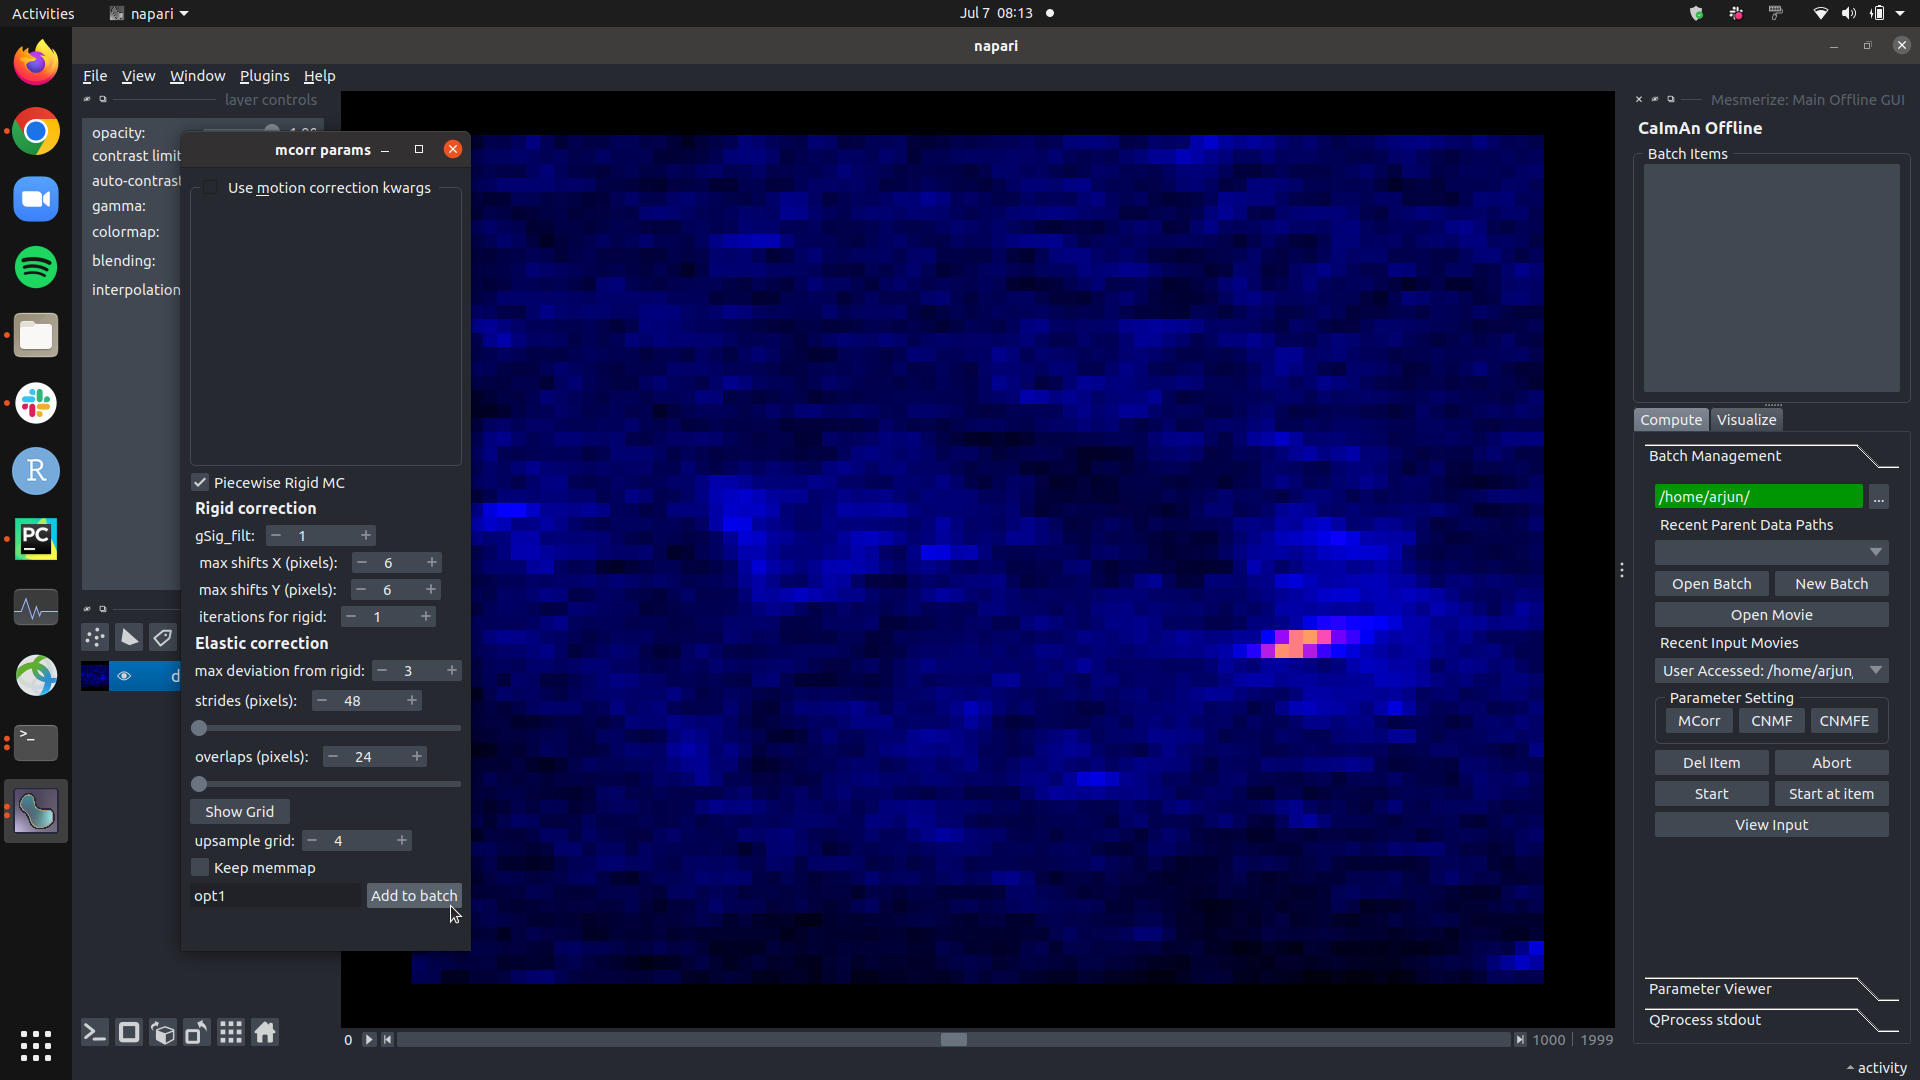 Activities
napari
Jul 7 08:13
napari
File View Window Plugins Help
layer controls
Mesmerize: Main Offline GUI
opacity:
contrast limit
auto-contrast
gamma:
colormap:
blending:
interpolation
mcorr params
Use motion correction kwargs
Piecewise Rigid MC
Rigid correction
gSig_filt: − 1 +
max shifts X (pixels): − 6 +
max shifts Y (pixels): − 6 +
iterations for rigid: − 1 +
Elastic correction
max deviation from rigid: − 3 +
strides (pixels): − 48 +
overlaps (pixels): − 24 +
Show Grid
upsample grid: − 4 +
Keep memmap
opt1 Add to batch
d
0
1000 1999
CaImAn Offline
Batch Items
Compute Visualize
Batch Management
/home/arjun/ ...
Recent Parent Data Paths
Open Batch New Batch
Open Movie
Recent Input Movies
User Accessed: /home/arjun
Parameter Setting
MCorr CNMF CNMFE
Del Item Abort
Start Start at item
View Input
Parameter Viewer
QProcess stdout
activity
R
PC